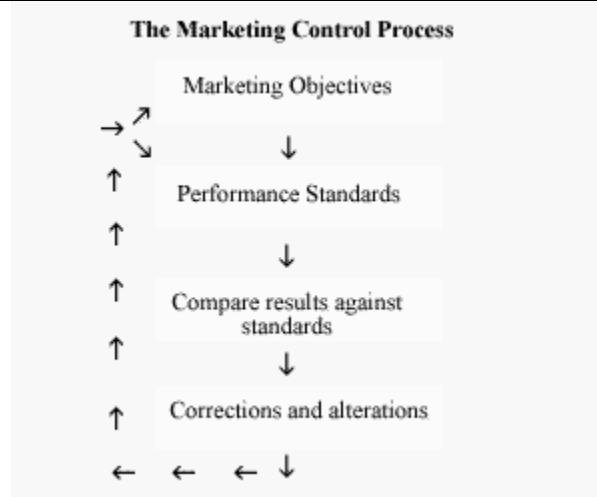 The Marketing Control Process
Marketing Objectives
Performance Standards
Compare results against
standards
Corrections and alterations